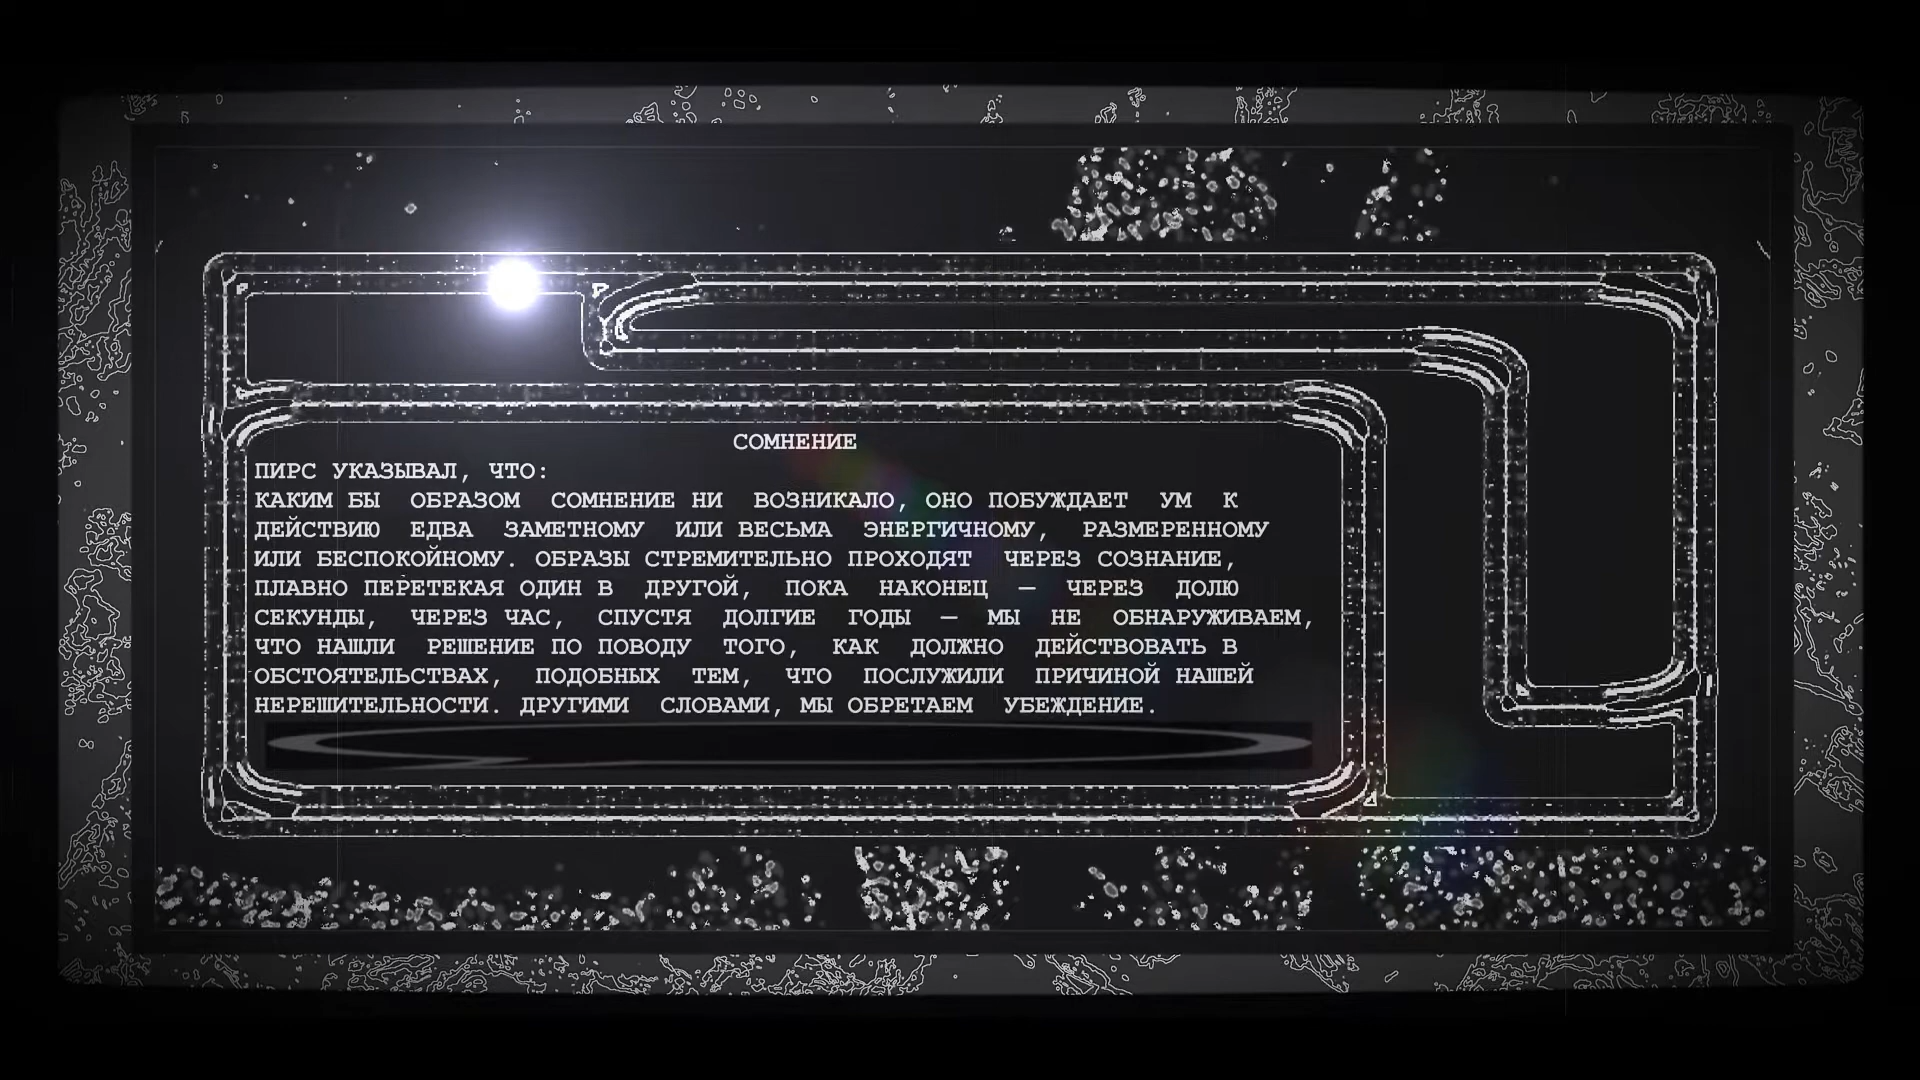 СОМНЕНИЕ
ПИРС УКАЗЫВАЛ, ЧТО:
КАКИМ БЫ ОБРАЗОМ СОМНЕНИЕ НИ ВОЗНИКАЛО, ОНО ПОБУЖДАЕТ УМ К
ДЕЙСТВИЮ ЕДВА ЗАМЕТНОМУ ИЛИ ВЕСЬМА ЭНЕРГИЧНОМУ, РАЗМЕРЕННОМУ
ИЛИ БЕСПОКОЙНОМУ. ОБРАЗЫ СТРЕМИТЕЛЬНО ПРОХОДЯТ ЧЕРЕЗ СОЗНАНИЕ,
ПЛАВНО ПЕРЕТЕКАЯ ОДИН В ДРУГОЙ, ПОКА НАКОНЕЦ — ЧЕРЕЗ ДОЛЮ
СЕКУНДЫ, ЧЕРЕЗ ЧАС, СПУСТЯ ДОЛГИЕ ГОДЫ — МЫ НЕ ОБНАРУЖИВАЕМ,
ЧТО НАШЛИ РЕШЕНИЕ ПО ПОВОДУ ТОГО, КАК ДОЛЖНО ДЕЙСТВОВАТЬ В
ОБСТОЯТЕЛЬСТВАХ, ПОДОБНЫХ ТЕМ, ЧТО ПОСЛУЖИЛИ ПРИЧИНОЙ НАШЕЙ
НЕРЕШИТЕЛЬНОСТИ. ДРУГИМИ СЛОВАМИ, МЫ ОБРЕТАЕМ УБЕЖДЕНИЕ.